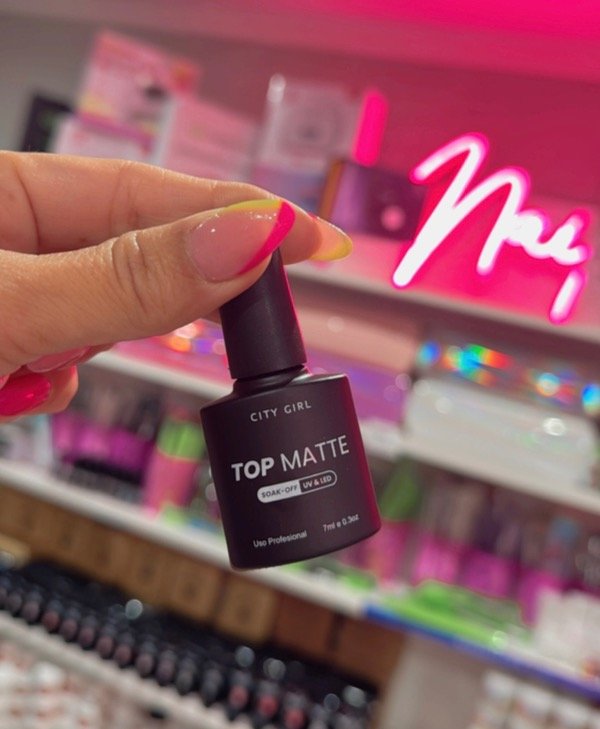 CITY GIRL
TOP MATTE
SOAK-OFF UV & LED
Uso Profesional 7ml e 0.3oz